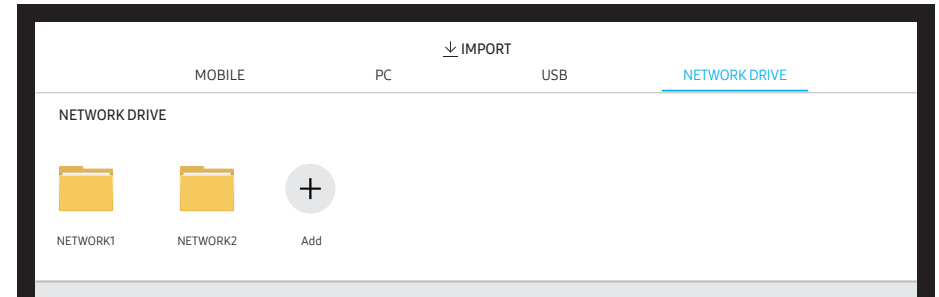 IMPORT
MOBILE PC USB NETWORK DRIVE
NETWORK DRIVE
NETWORK1 NETWORK2 Add